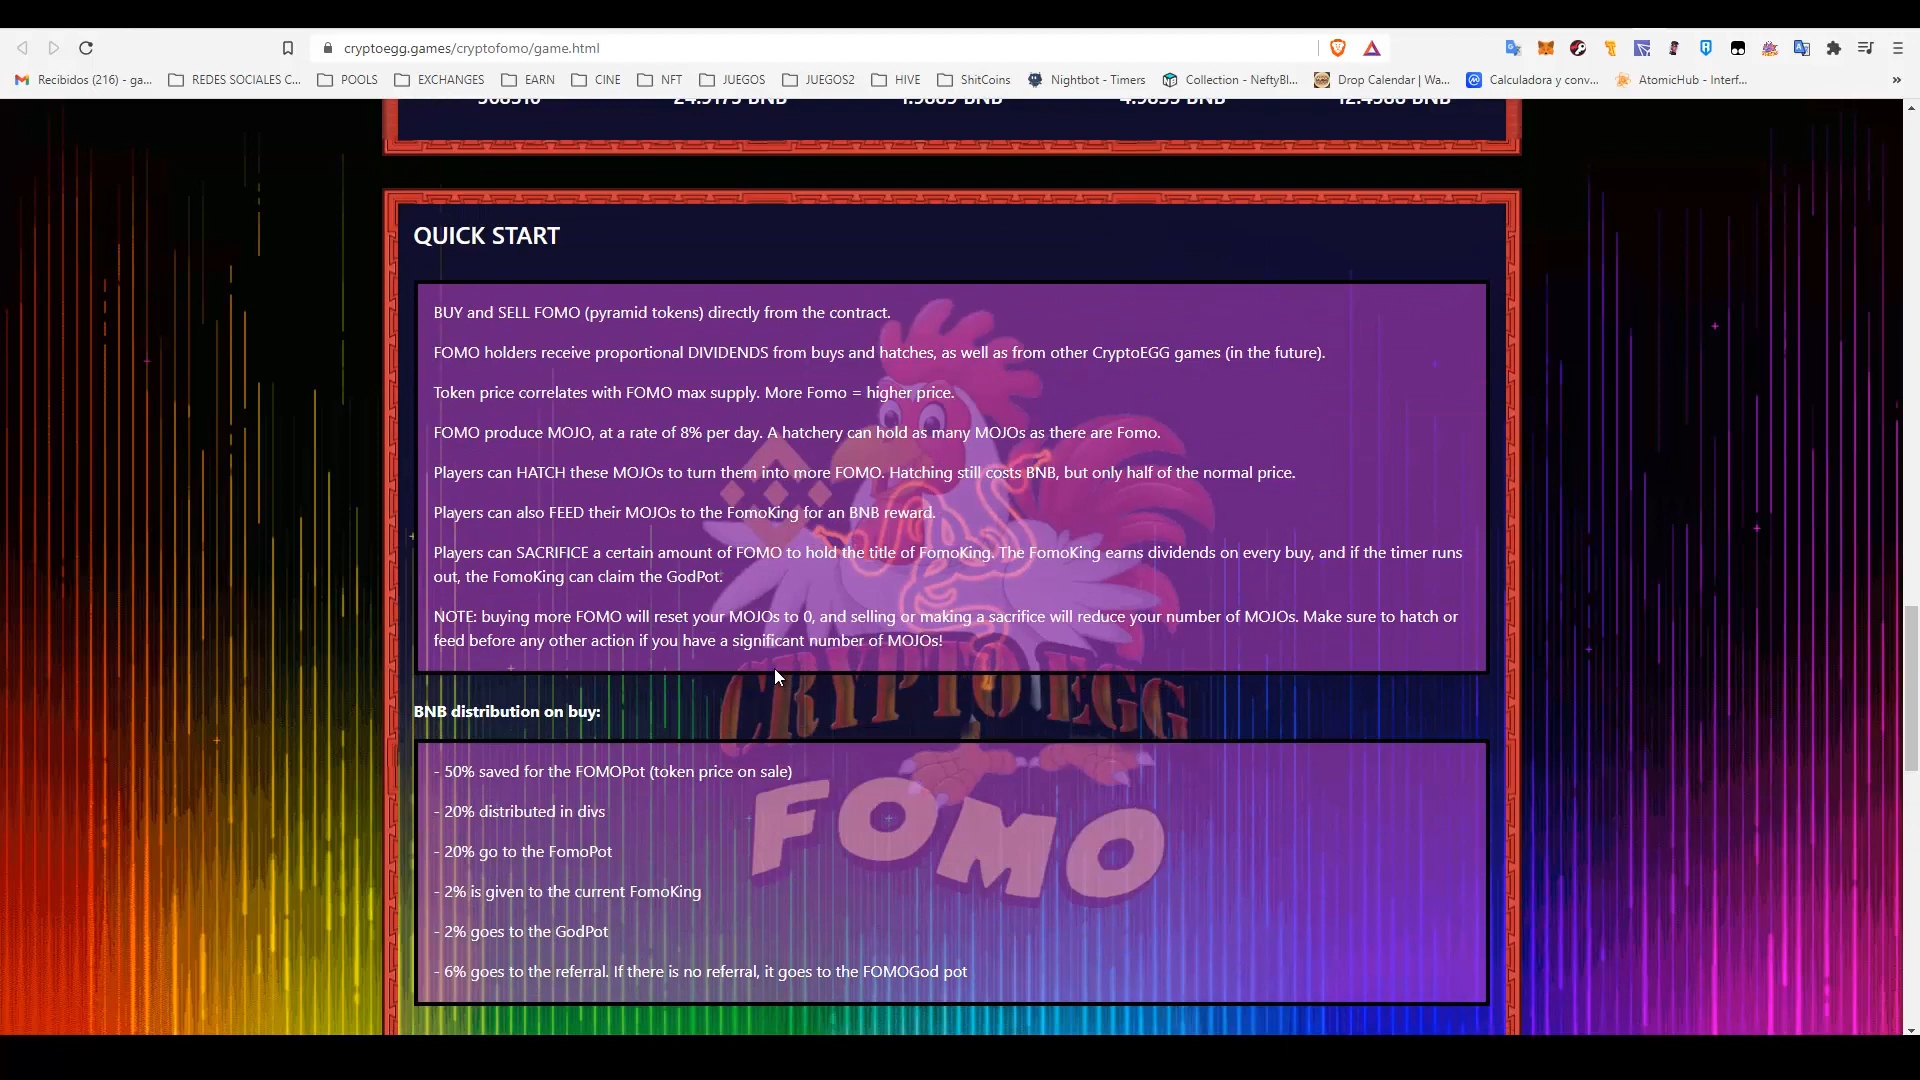 cryptoegg.games/cryptofomo/game.html
Recibidos (216) - ga...
REDES SOCIALES C...
POOLS
EXCHANGES
EARN
CINE
NFT
JUEGOS
JUEGOS2
HIVE
ShitCoins
Nightbot - Timers
Collection - NeftyBl...
Drop Calendar | Wa...
Calculadora y conv...
AtomicHub - Interf...
»
QUICK START
BUY and SELL FOMO (pyramid tokens) directly from the contract.
FOMO holders receive proportional DIVIDENDS from buys and hatches, as well as from other CryptoEGG games (in the future).
Token price correlates with FOMO max supply. More Fomo = higher price.
FOMO produce MOJO, at a rate of 8% per day. A hatchery can hold as many MOJOs as there are Fomo.
Players can HATCH these MOJOs to turn them into more FOMO. Hatching still costs BNB, but only half of the normal price.
Players can also FEED their MOJOs to the FomoKing for an BNB reward.
Players can SACRIFICE a certain amount of FOMO to hold the title of FomoKing. The FomoKing earns dividends on every buy, and if the timer runs
out, the FomoKing can claim the GodPot.
NOTE: buying more FOMO will reset your MOJOs to 0, and selling or making a sacrifice will reduce your number of MOJOs. Make sure to hatch or
feed before any other action if you have a significant number of MOJOs!
CRYPTO EGG
BNB distribution on buy:
- 50% saved for the FOMOPot (token price on sale)
- 20% distributed in divs
- 20% go to the FomoPot
FOMO
- 2% is given to the current FomoKing
- 2% goes to the GodPot
- 6% goes to the referral. If there is no referral, it goes to the FOMOGod pot